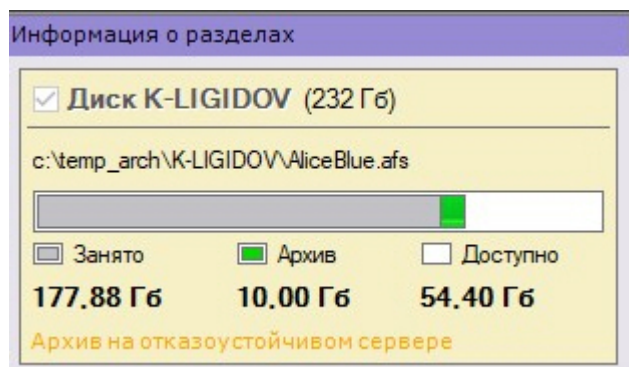 Информация о разделах
Диск K-LIGIDOV (232 Гб)
c:\temp_arch\K-LIGIDOV\AliceBlue.afs
Занято Архив Доступно
177.88 Гб 10.00 Гб 54.40 Гб
Архив на отказоустойчивом сервере